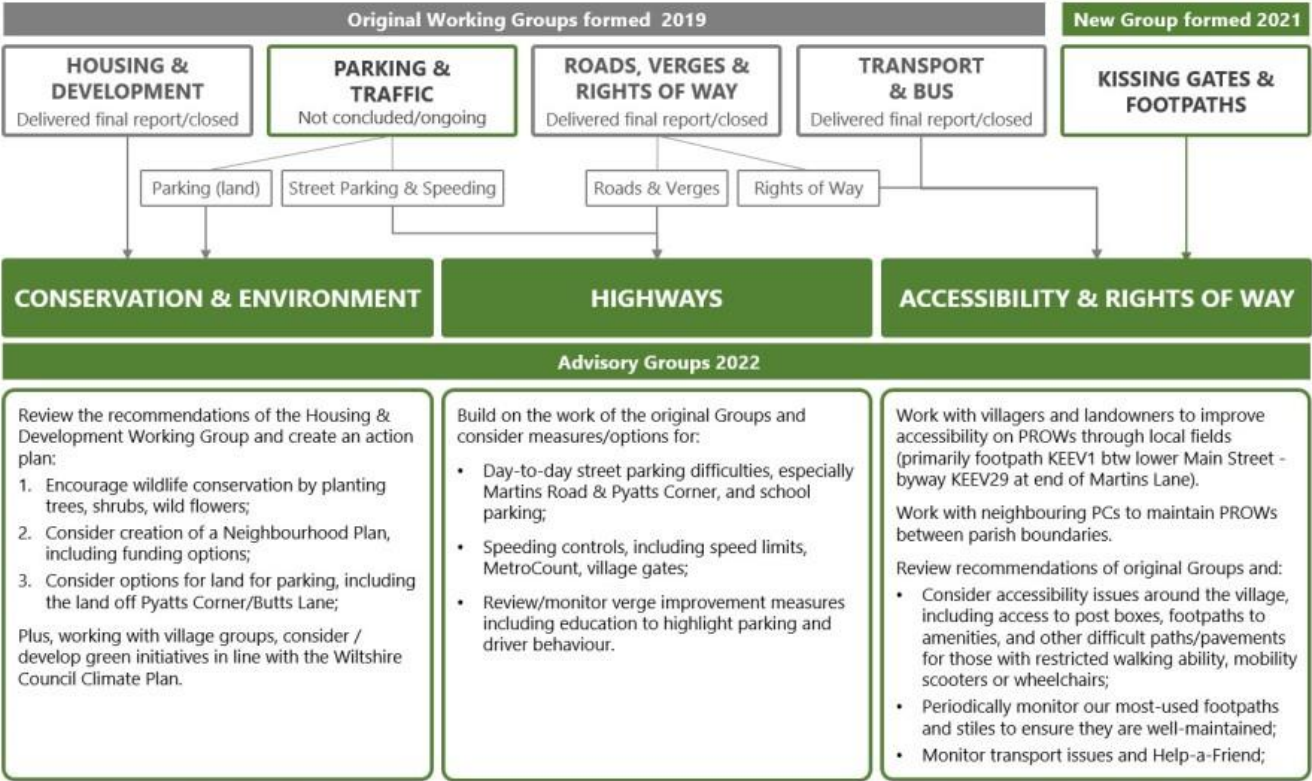 Original Working Groups formed 2019
New Group formed 2021
HOUSING &
DEVELOPMENT
Delivered final report/closed
PARKING &
TRAFFIC
Not concluded/ongoing
ROADS, VERGES &
RIGHTS OF WAY
Delivered final report/closed
TRANSPORT
& BUS
Delivered final report/closed
KISSING GATES &
FOOTPATHS
Parking (land)
Street Parking & Speeding
Roads & Verges
Rights of Way
CONSERVATION & ENVIRONMENT
HIGHWAYS
ACCESSIBILITY & RIGHTS OF WAY
Advisory Groups 2022
Review the recommendations of the Housing &
Development Working Group and create an action
plan:
1. Encourage wildlife conservation by planting
trees, shrubs, wild flowers;
2. Consider creation of a Neighbourhood Plan,
including funding options;
3. Consider options for land for parking, including
the land off Pyatts Corner/Butts Lane;
Plus, working with village groups, consider /
develop green initiatives in line with the Wiltshire
Council Climate Plan.
Build on the work of the original Groups and
consider measures/options for:
• Day-to-day street parking difficulties, especially
Martins Road & Pyatts Corner, and school
parking;
• Speeding controls, including speed limits,
MetroCount, village gates;
• Review/monitor verge improvement measures
including education to highlight parking and
driver behaviour.
Work with villagers and landowners to improve
accessibility on PROWs through local fields
(primarily footpath KEEV1 btw lower Main Street -
byway KEEV29 at end of Martins Lane).
Work with neighbouring PCs to maintain PROWs
between parish boundaries.
Review recommendations of original Groups and:
• Consider accessibility issues around the village,
including access to post boxes, footpaths to
amenities, and other difficult paths/pavements
for those with restricted walking ability, mobility
scooters or wheelchairs;
• Periodically monitor our most-used footpaths
and stiles to ensure they are well-maintained;
• Monitor transport issues and Help-a-Friend;